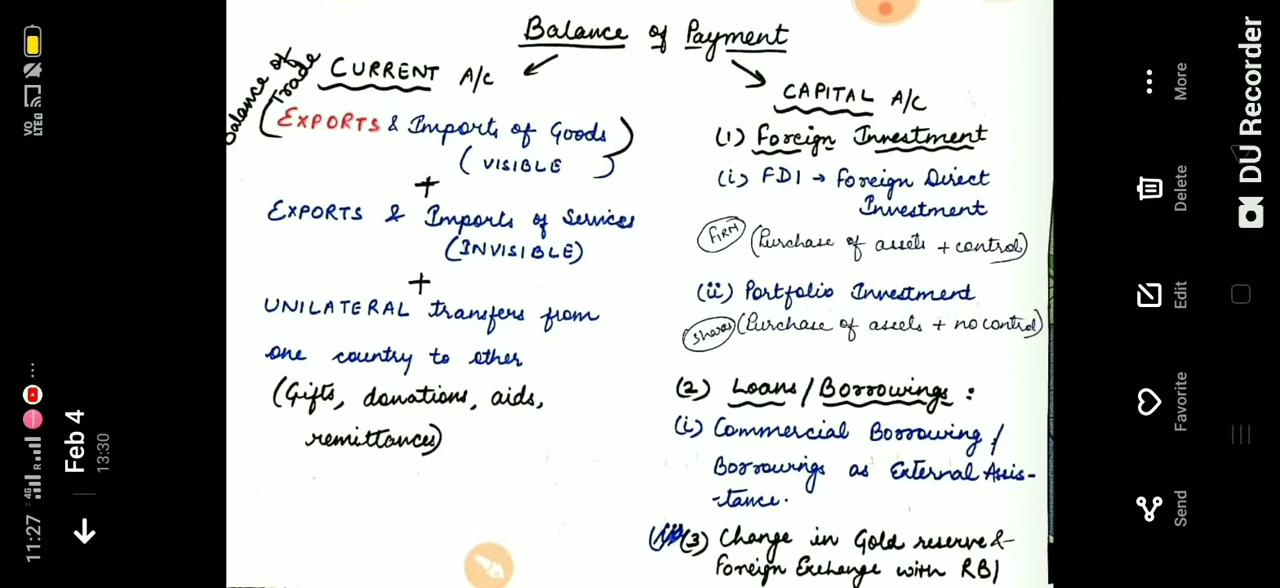 Balance of Payment
Balance of Trade
CURRENT A/C
(EXPORTS & Imports of Goods)
(VISIBLE)
+
EXPORTS & Imports of Services
(INVISIBLE)
+
UNILATERAL transfers from
one country to other
(Gifts, donations, aids,
remittances)
CAPITAL A/C
(1) Foreign Investment
(i) FDI → Foreign Direct
Investment
FIRM (Purchase of assets + control)
(ii) Portfolio Investment
Shares (Purchase of assets + no control)
(2) Loans / Borrowings :
(i) Commercial Borrowing /
Borrowings as External Assis-
-tance.
(3) Change in Gold reserve &
Foreign Exchange with RBI
VO
LTE
4G
R
11:27
Feb 4
13:30
More
Delete
Edit
Favorite
Send
DU Recorder